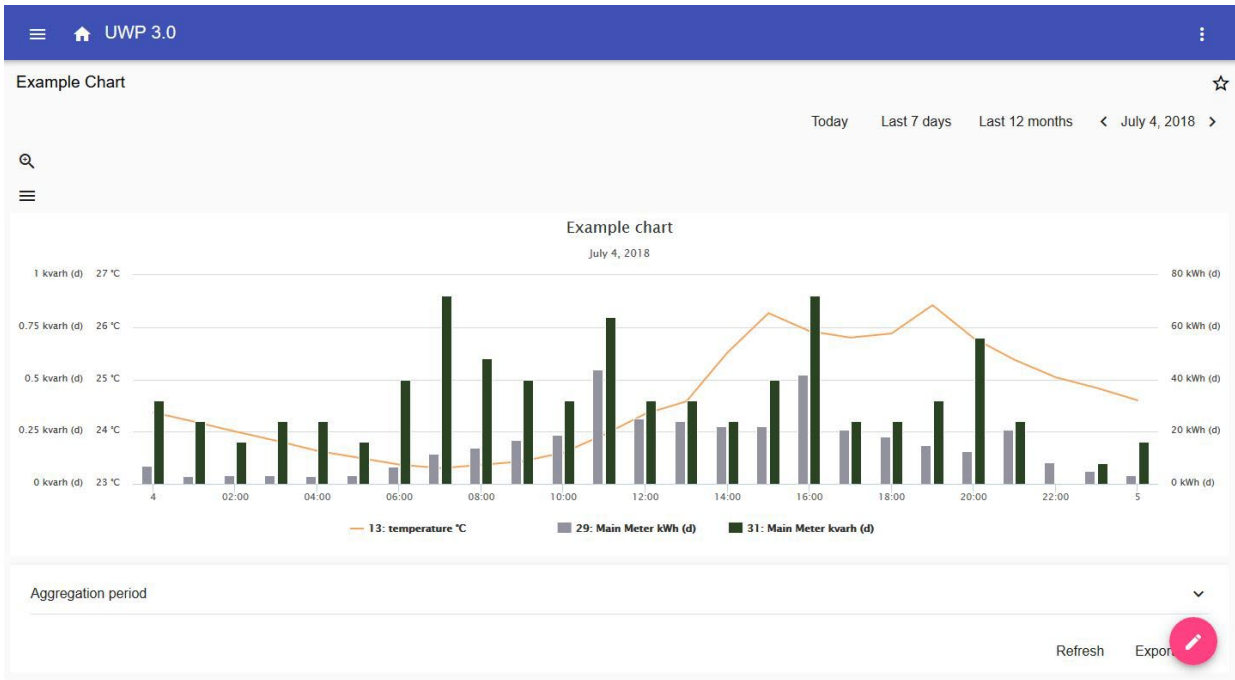 UWP 3.0
Example Chart
Today Last 7 days Last 12 months July 4, 2018
Example chart
July 4, 2018
1 kvarh (d) 27 °C 80 kWh (d)
0.75 kvarh (d) 26 °C 60 kWh (d)
0.5 kvarh (d) 25 °C 40 kWh (d)
0.25 kvarh (d) 24 °C 20 kWh (d)
0 kvarh (d) 23 °C 0 kWh (d)
4 02:00 04:00 06:00 08:00 10:00 12:00 14:00 16:00 18:00 20:00 22:00 5
13: temperature °C 29: Main Meter kWh (d) 31: Main Meter kvarh (d)
Aggregation period
Refresh Export